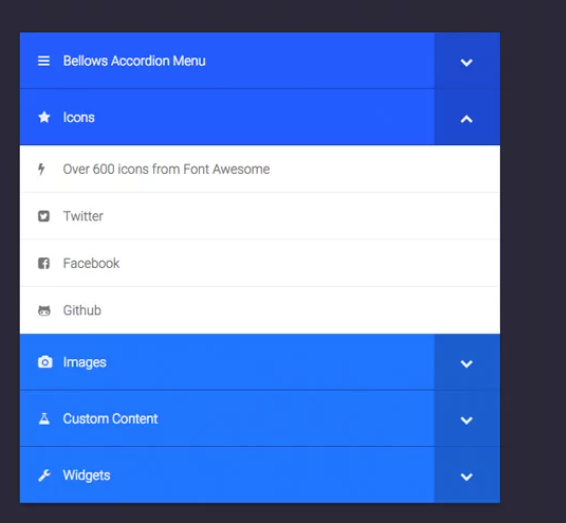 Bellows Accordion Menu
Icons
Over 600 icons from Font Awesome
Twitter
Facebook
Github
Images
Custom Content
Widgets